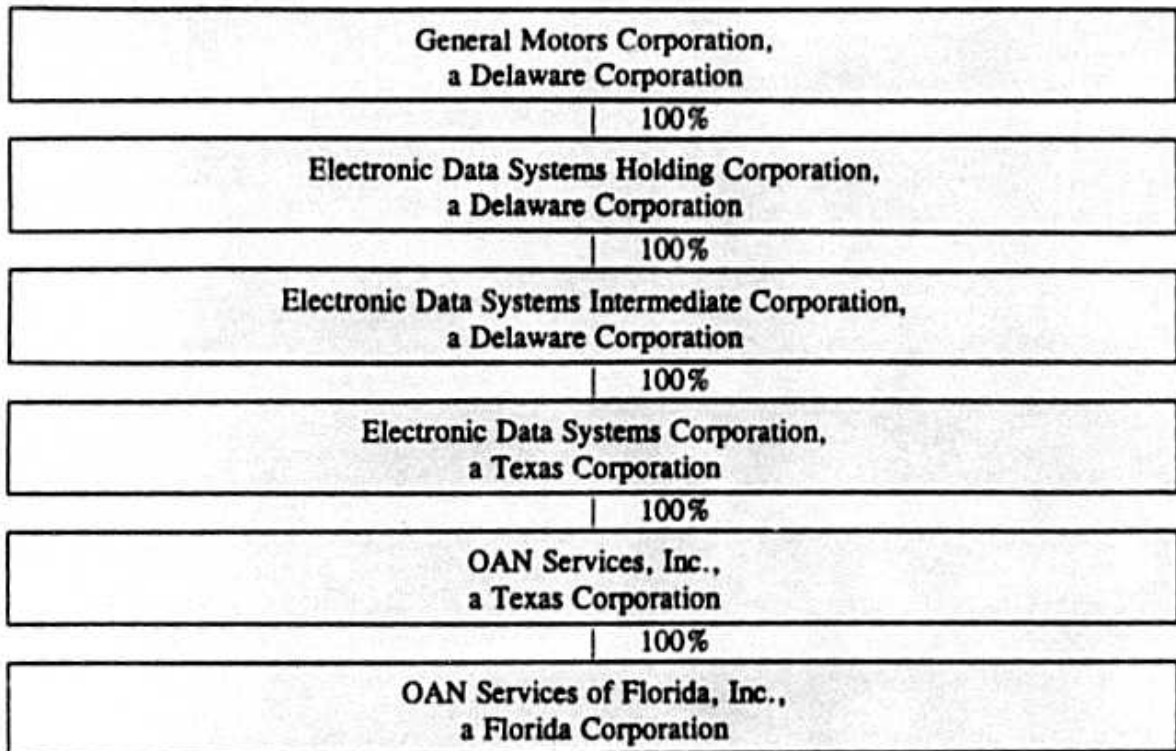 General Motors Corporation,
a Delaware Corporation
100%
Electronic Data Systems Holding Corporation,
a Delaware Corporation
100%
Electronic Data Systems Intermediate Corporation,
a Delaware Corporation
100%
Electronic Data Systems Corporation,
a Texas Corporation
100%
OAN Services, Inc.,
a Texas Corporation
100%
OAN Services of Florida, Inc.,
a Florida Corporation